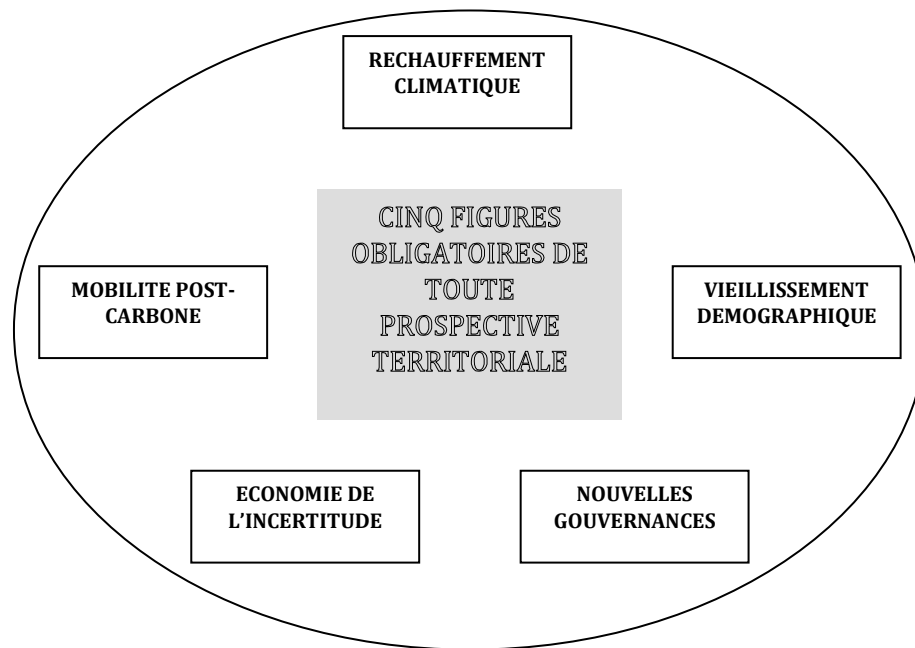 RECHAUFFEMENT
CLIMATIQUE
CINQ FIGURES
OBLIGATOIRES DE
TOUTE
PROSPECTIVE
TERRITORIALE
MOBILITE POST-
CARBONE
VIEILLISSEMENT
DEMOGRAPHIQUE
ECONOMIE DE
L’INCERTITUDE
NOUVELLES
GOUVERNANCES